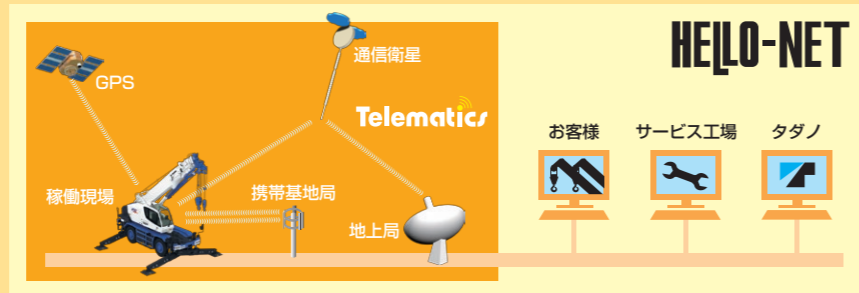 HELLO-NET
通信衛星
GPS
Telematics
お客様 サービス工場 タダノ
稼働現場
携帯基地局
地上局